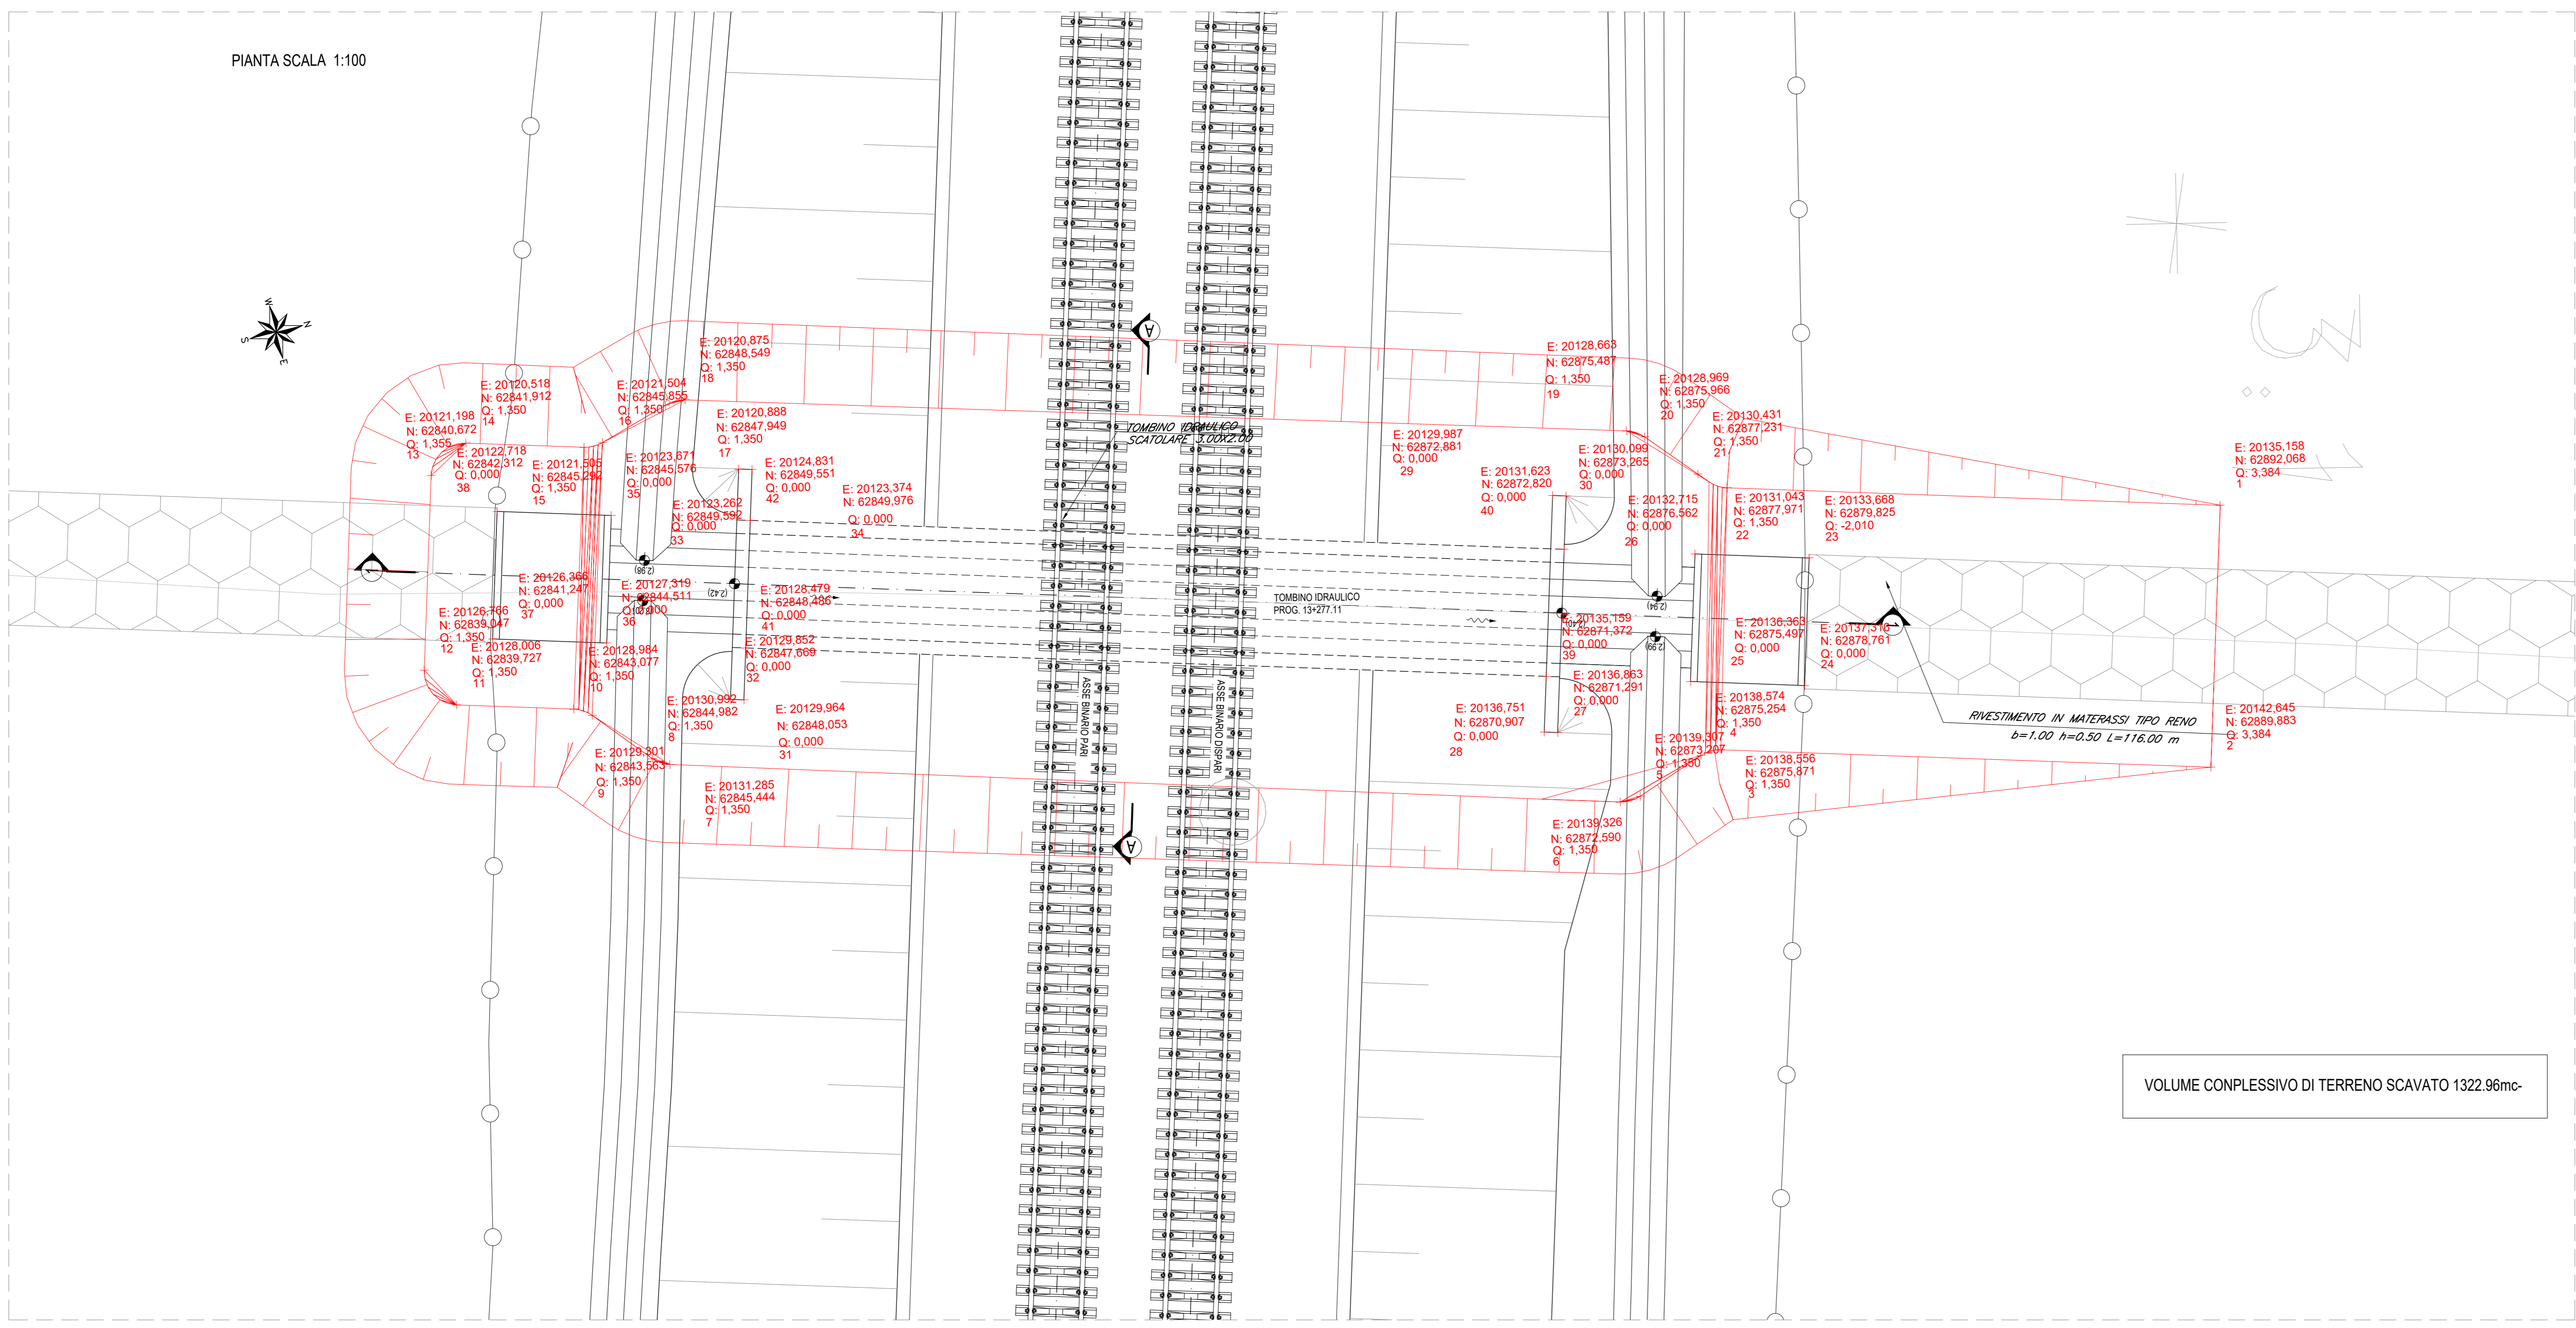 PIANTA SCALA 1:100
W
N
S
E
E: 20120,875
N: 62848,549
Q: 1,350
18
E: 20120,518
N: 62841,912
Q: 1,350
14
E: 20121,504
N: 62845,855
Q: 1,350
16
E: 20121,198
N: 62840,672
Q: 1,355
13
E: 20120,888
N: 62847,949
Q: 1,350
17
E: 20122,718
N: 62842,312
Q: 0,000
38
E: 20121,505
N: 62845,292
Q: 1,350
15
E: 20123,671
N: 62845,576
Q: 0,000
35
E: 20124,831
N: 62849,551
Q: 0,000
42
E: 20123,374
N: 62849,976
Q: 0,000
34
E: 20123,262
N: 62849,592
Q: 0,000
33
A
TOMBINO IDRAULICO
SCATOLARE 3.00X2.00
E: 20128,663
N: 62875,487
Q: 1,350
19
E: 20128,969
N: 62875,966
Q: 1,350
20
E: 20130,431
N: 62877,231
Q: 1,350
21
E: 20129,987
N: 62872,881
Q: 0,000
29
E: 20131,623
N: 62872,820
Q: 0,000
40
E: 20130,099
N: 62873,265
Q: 0,000
30
E: 20132,715
N: 62876,562
Q: 0,000
26
E: 20131,043
N: 62877,971
Q: 1,350
22
E: 20133,668
N: 62879,825
Q: -2,010
23
E: 20135,158
N: 62892,068
Q: 3,384
1
1
(2.98)
(2.42)
E: 20126,366
N: 62841,247
Q: 0,000
37
E: 20127,319
N: 62844,511
Q: 0,000
36
E: 20128,479
N: 62848,486
Q: 0,000
41
TOMBINO IDRAULICO
PROG. 13+277.11
(2.94)
(2.99)
E: 20126,766
N: 62839,047
Q: 1,350
12
E: 20128,006
N: 62839,727
Q: 1,350
11
E: 20128,984
N: 62843,077
Q: 1,350
10
E: 20129,852
N: 62847,669
Q: 0,000
32
E: 20135,159
N: 62871,372
Q: 0,000
39
E: 20136,363
N: 62875,497
Q: 0,000
25
E: 20137,316
N: 62878,761
Q: 0,000
24
1
E: 20130,992
N: 62844,982
Q: 1,350
8
E: 20129,964
N: 62848,053
Q: 0,000
31
ASSE BINARIO PARI
ASSE BINARIO DISPARI
E: 20136,751
N: 62870,907
Q: 0,000
28
E: 20136,863
N: 62871,291
Q: 0,000
27
E: 20138,574
N: 62875,254
Q: 1,350
4
RIVESTIMENTO IN MATERASSI TIPO RENO
b=1.00 h=0.50 L=116.00 m
E: 20142,645
N: 62889,883
Q: 3,384
2
E: 20129,301
N: 62843,563
Q: 1,350
9
E: 20131,285
N: 62845,444
Q: 1,350
7
E: 20139,307
N: 62873,207
Q: 1,350
5
E: 20138,556
N: 62875,871
Q: 1,350
3
A
E: 20139,326
N: 62872,590
Q: 1,350
6
VOLUME CONPLESSIVO DI TERRENO SCAVATO 1322.96mc-